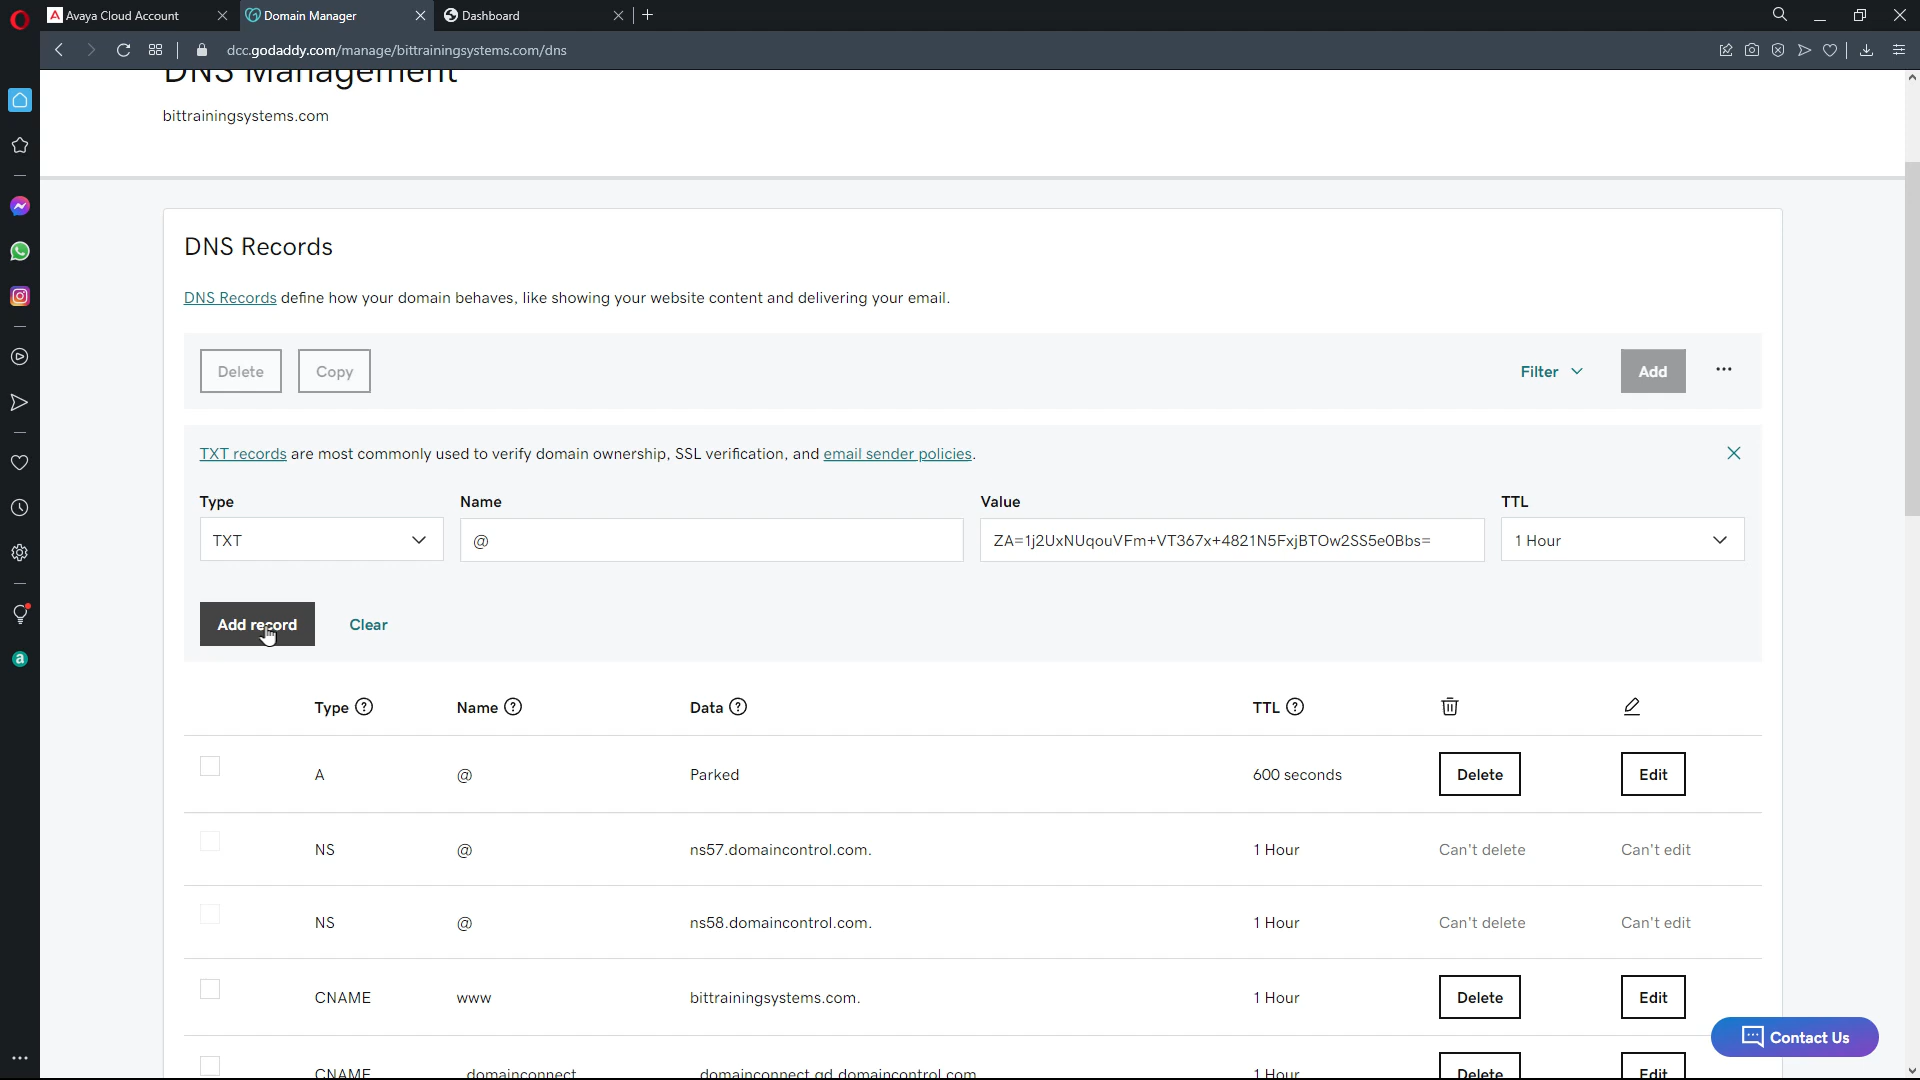 Avaya Cloud Account
Domain Manager
Dashboard
dcc.godaddy.com/manage/bittrainingsystems.com/dns
DNS Management
bittrainingsystems.com
DNS Records
DNS Records define how your domain behaves, like showing your website content and delivering your email.
Delete
Copy
Filter
Add
TXT records are most commonly used to verify domain ownership, SSL verification, and email sender policies.
Type
Name
Value
TTL
TXT
@
ZA=1j2UxNUqouVFm+VT367x+4821N5FxjBTOw2SS5e0Bbs=
1 Hour
Add record
Clear
Type
Name
Data
TTL
A @ Parked 600 seconds Delete Edit
NS @ ns57.domaincontrol.com. 1 Hour Can't delete Can't edit
NS @ ns58.domaincontrol.com. 1 Hour Can't delete Can't edit
CNAME www bittrainingsystems.com. 1 Hour Delete Edit
CNAME _domainconnect _domainconnect.gd.domaincontrol.com. 1 Hour Delete Edit
Contact Us